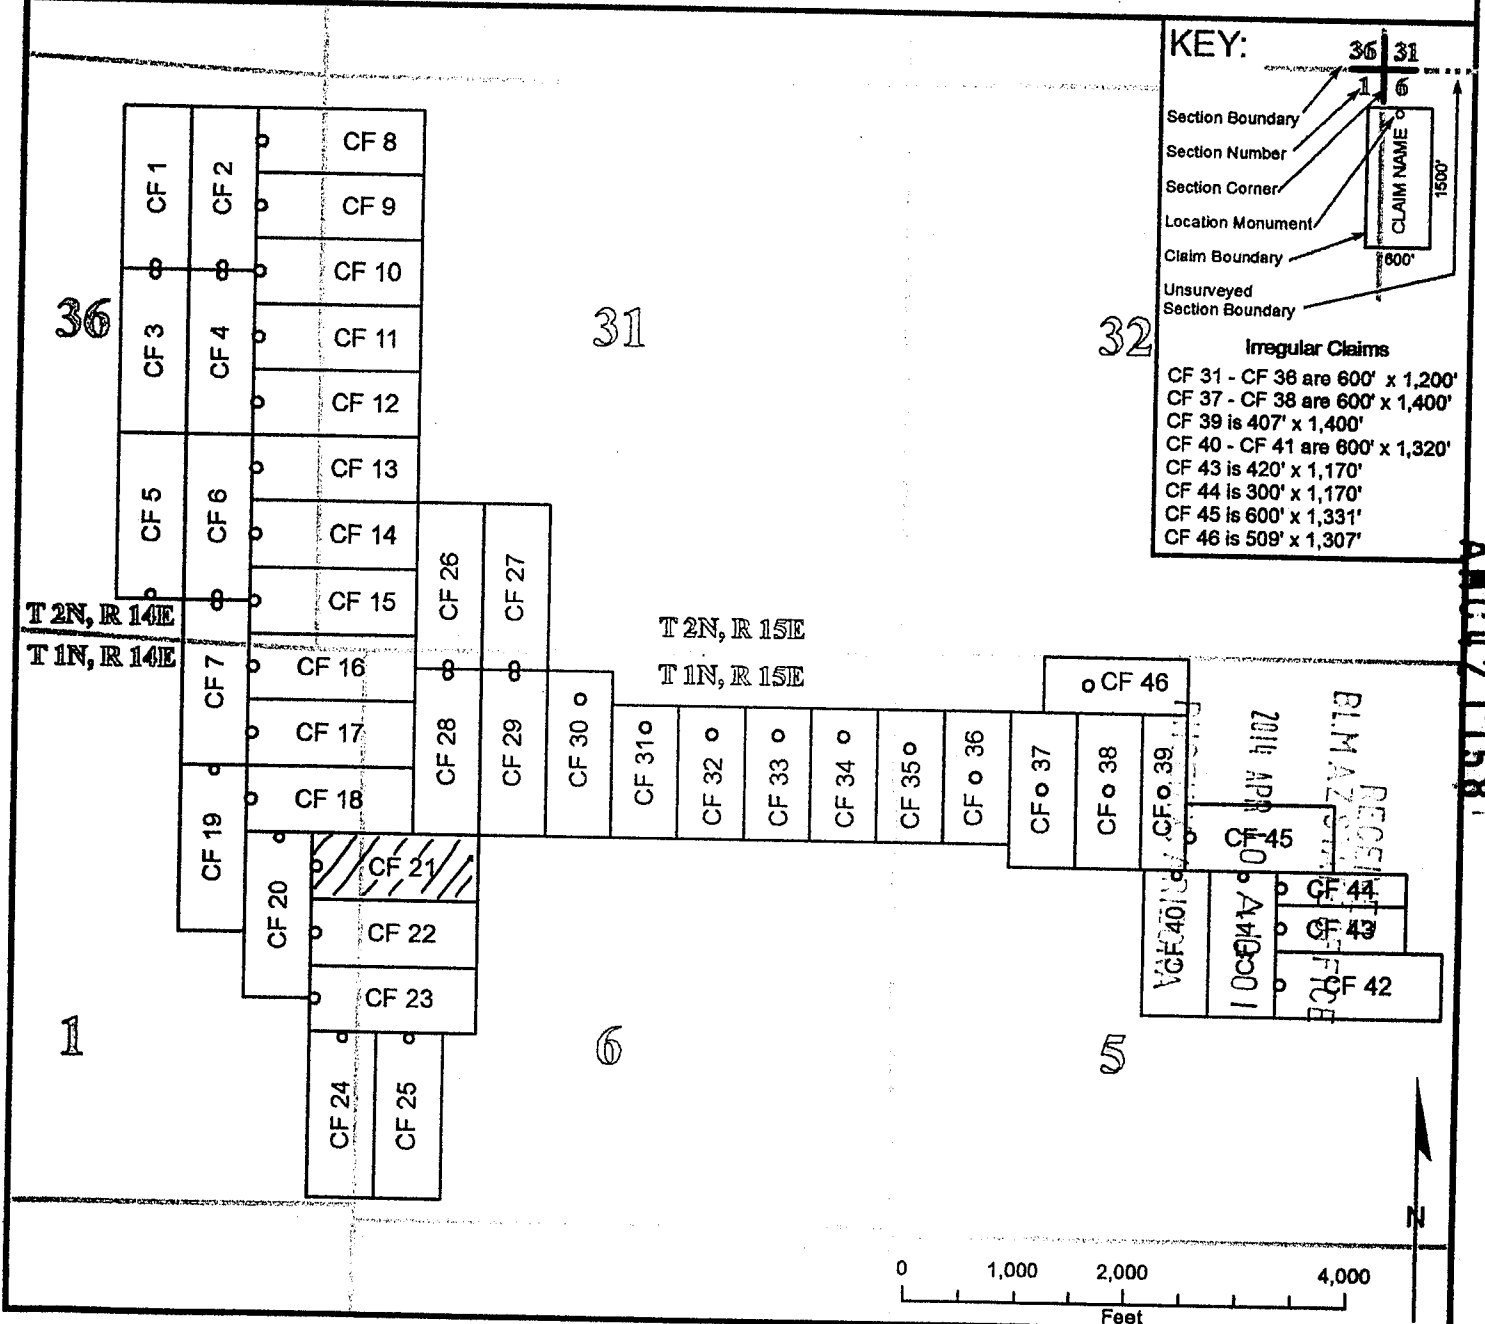 KEY:
36 31
1 6
Section Boundary
Section Number
Section Corner
Location Monument
Claim Boundary
Unsurveyed
Section Boundary
CLAIM NAME
1500'
600'
Irregular Claims
CF 31 - CF 36 are 600' x 1,200'
CF 37 - CF 38 are 600' x 1,400'
CF 39 is 407' x 1,400'
CF 40 - CF 41 are 600' x 1,320'
CF 43 is 420' x 1,170'
CF 44 is 300' x 1,170'
CF 45 is 600' x 1,331'
CF 46 is 509' x 1,307'
CF 1
CF 2
CF 8
CF 9
CF 10
36
CF 3
CF 4
CF 11
31
32
CF 12
CF 13
CF 5
CF 6
CF 14
CF 26
CF 27
CF 15
T 2N, R 14E
T 2N, R 15E
T 1N, R 14E
T 1N, R 15E
CF 7
CF 16
CF 17
CF 18
CF 28
CF 29
CF 30
CF 31
CF 32
CF 33
CF 34
CF 35
CF 36
CF 37
CF 38
CF 39
CF 46
CF 45
CF 19
CF 20
CF 21
CF 22
CF 23
CF 40
CF 41
CF 44
CF 43
CF 42
1
6
5
CF 24
CF 25
2014 APR 10 A
N
0 1,000 2,000 4,000
Feet